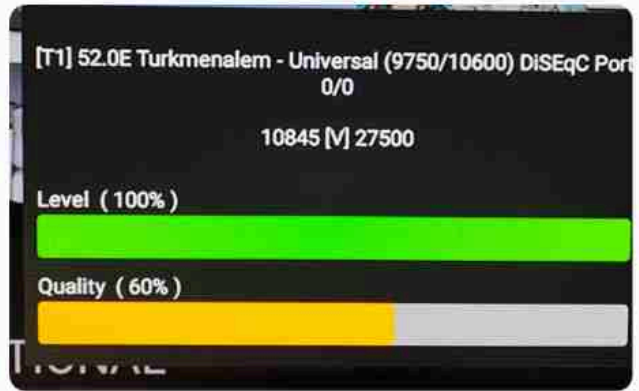 [T1] 52.0E Turkmenalem - Universal (9750/10600) DiSEqC Port
0/0
10845 [V] 27500
Level ( 100% )
Quality ( 60% )